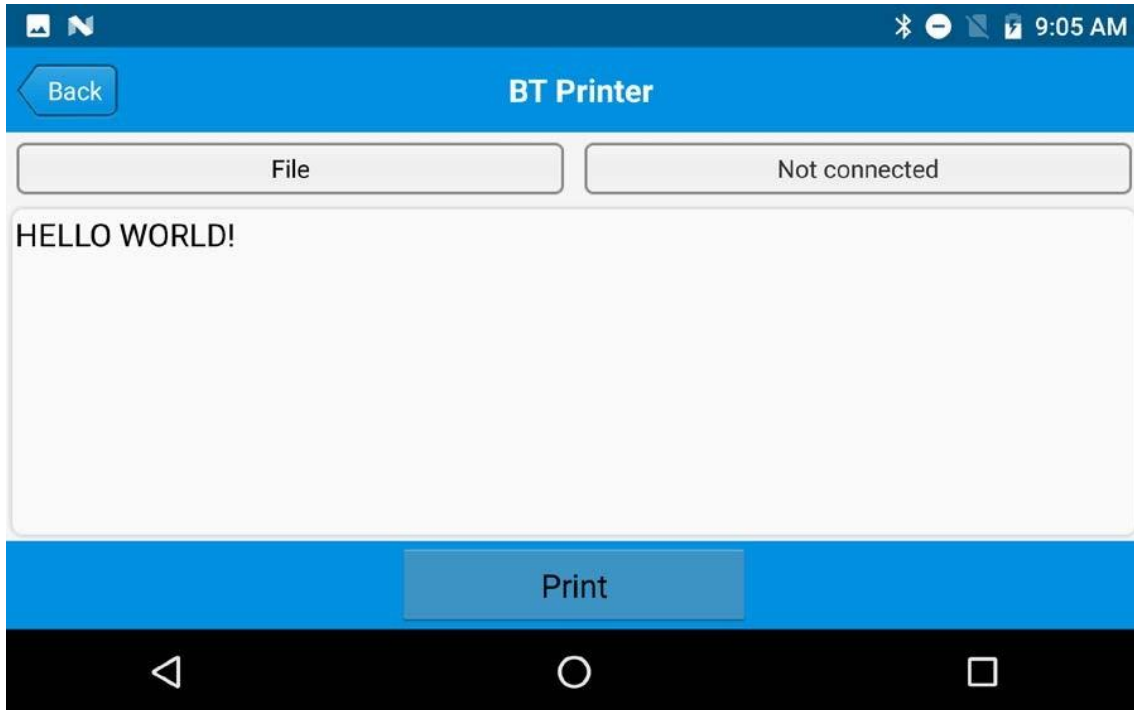 9:05 AM
Back
BT Printer
File
Not connected
HELLO WORLD!
Print